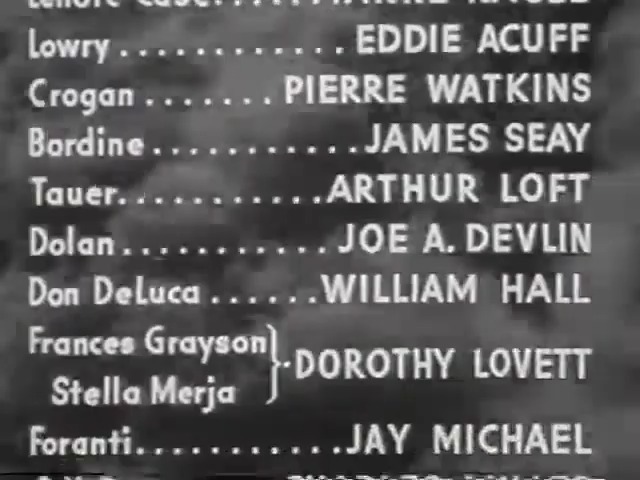 Lowry ............ EDDIE ACUFF
Crogan ....... PIERRE WATKINS
Bordine ........... JAMES SEAY
Tauer........... ARTHUR LOFT
Dolan ........... JOE A. DEVLIN
Don DeLuca ...... WILLIAM HALL
Frances Grayson
Stella Merja
DOROTHY LOVETT
Foranti........... JAY MICHAEL